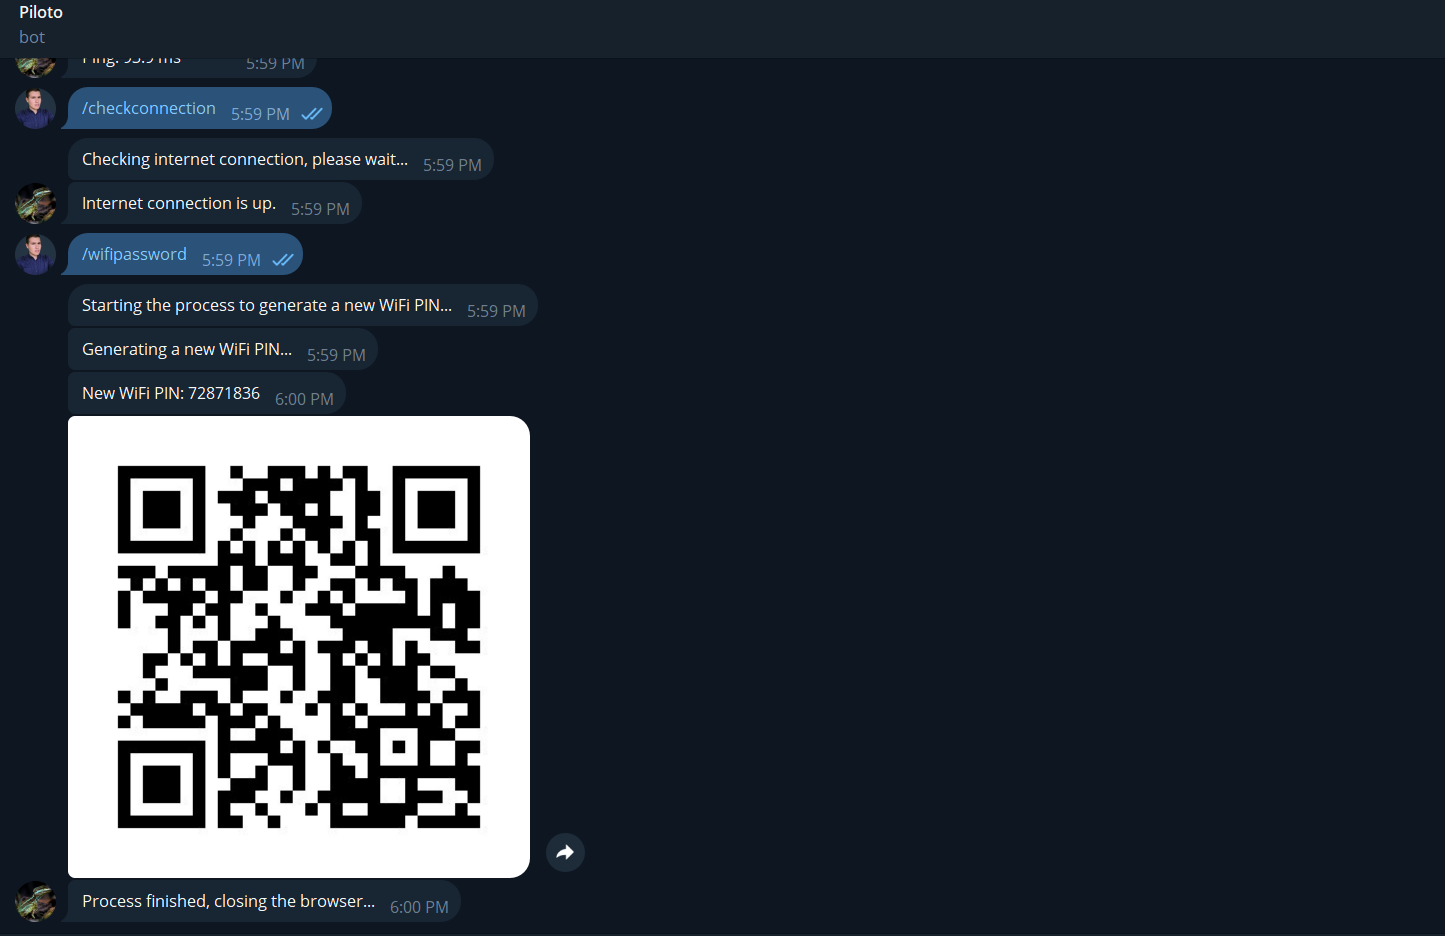 Piloto
bot
Ping: 93.9 ms 5:59 PM
/checkconnection 5:59 PM
Checking internet connection, please wait... 5:59 PM
Internet connection is up. 5:59 PM
/wifipassword 5:59 PM
Starting the process to generate a new WiFi PIN... 5:59 PM
Generating a new WiFi PIN... 5:59 PM
New WiFi PIN: 72871836 6:00 PM
Process finished, closing the browser... 6:00 PM